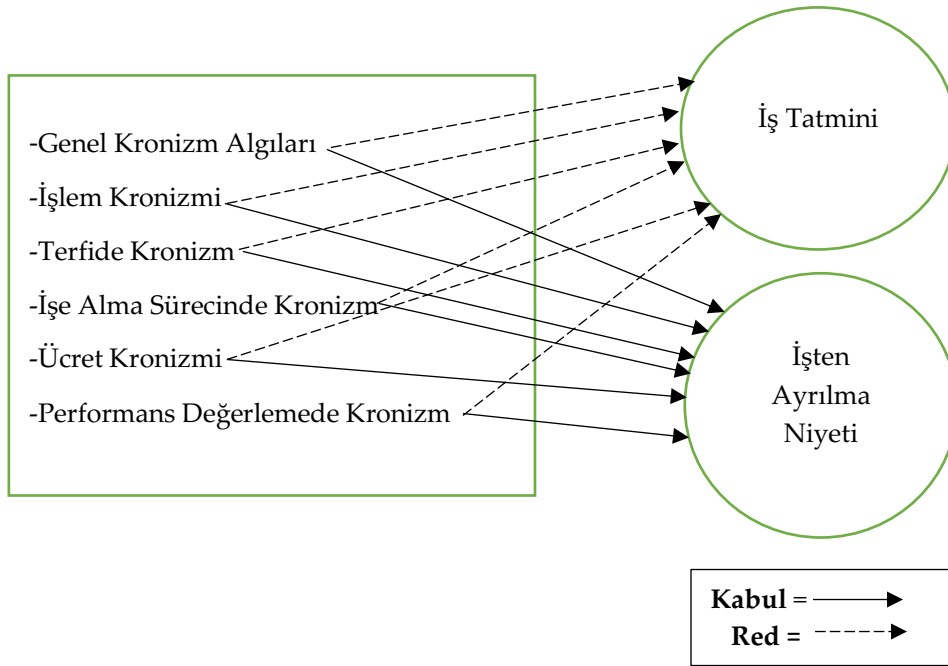 -Genel Kronizm Algıları
-İşlem Kronizmi
-Terfide Kronizm
-İşe Alma Sürecinde Kronizm
-Ücret Kronizmi
-Performans Değerlemede Kronizm
İş Tatmini
İşten
Ayrılma
Niyeti
Kabul =
Red =